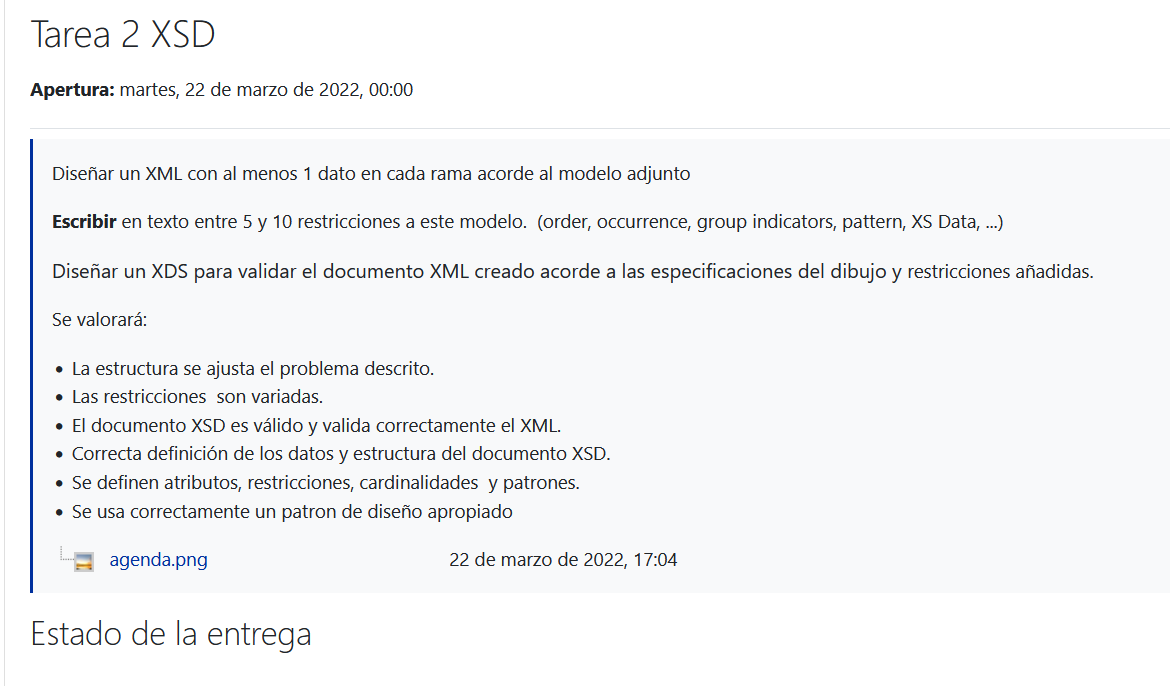 Tarea 2 XSD
Apertura: martes, 22 de marzo de 2022, 00:00
Diseñar un XML con al menos 1 dato en cada rama acorde al modelo adjunto
Escribir en texto entre 5 y 10 restricciones a este modelo.  (order, occurrence, group indicators, pattern, XS Data, ...)
Diseñar un XDS para validar el documento XML creado acorde a las especificaciones del dibujo y restricciones añadidas.
Se valorará:
• La estructura se ajusta el problema descrito.
• Las restricciones  son variadas.
• El documento XSD es válido y valida correctamente el XML.
• Correcta definición de los datos y estructura del documento XSD.
• Se definen atributos, restricciones, cardinalidades  y patrones.
• Se usa correctamente un patron de diseño apropiado
agenda.png 22 de marzo de 2022, 17:04
Estado de la entrega